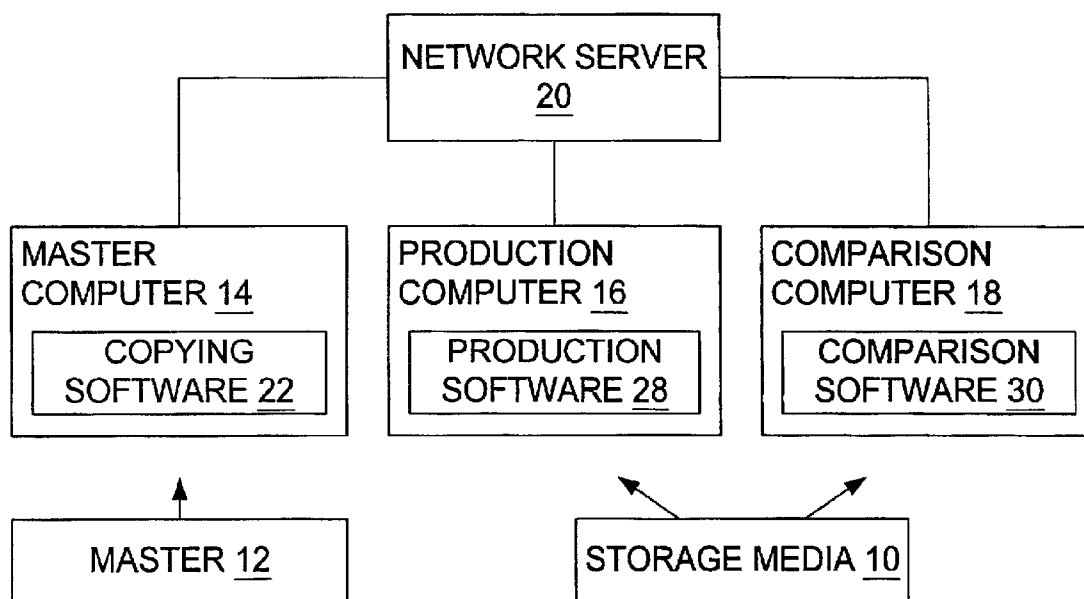 NETWORK SERVER
20
MASTER
COMPUTER 14
COPYING
SOFTWARE 22
PRODUCTION
COMPUTER 16
PRODUCTION
SOFTWARE 28
COMPARISON
COMPUTER 18
COMPARISON
SOFTWARE 30
MASTER 12
STORAGE MEDIA 10